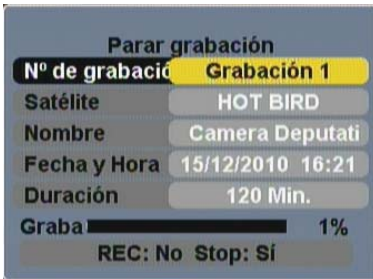 Parar grabación
Nº de grabació Grabación 1
Satélite HOT BIRD
Nombre Camera Deputati
Fecha y Hora 15/12/2010 16:21
Duración 120 Min.
Graba 1%
REC: No Stop: Sí